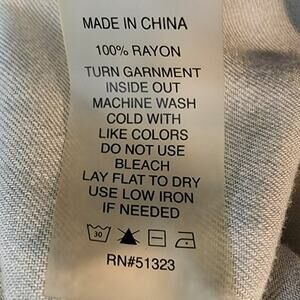 MADE IN CHINA
100% RAYON
TURN GARMENT
INSIDE OUT
MACHINE WASH
COLD WITH
LIKE COLORS
DO NOT USE
BLEACH
LAY FLAT TO DRY
USE LOW IRON
IF NEEDED
30
RN#51323